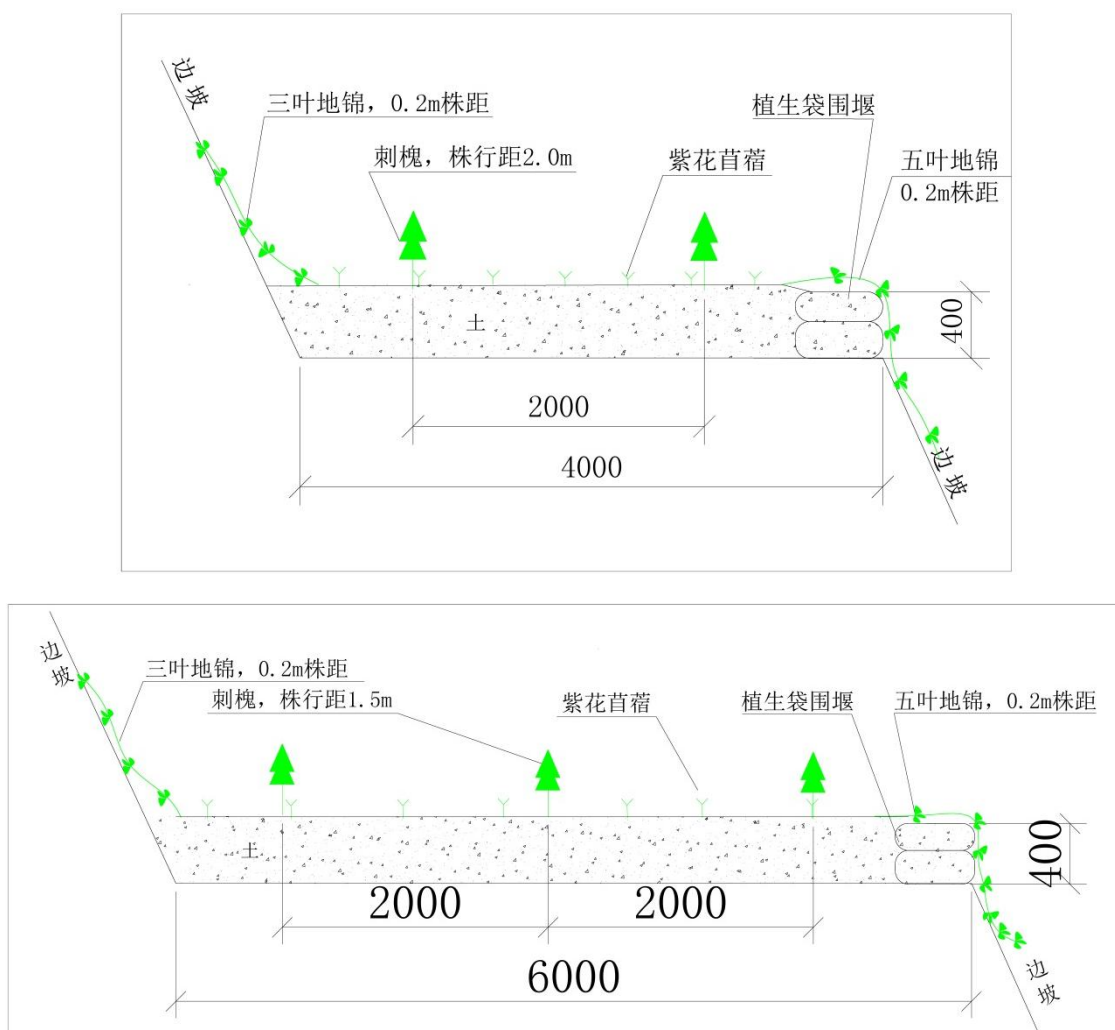 边坡
三叶地锦，0.2m株距
刺槐，株行距2.0m
紫花苜蓿
植生袋围堰
五叶地锦
0.2m株距
土
400
2000
4000
边坡
边坡
三叶地锦，0.2m株距
刺槐，株行距1.5m
紫花苜蓿
植生袋围堰
五叶地锦，0.2m株距
土
400
2000
2000
6000
边坡